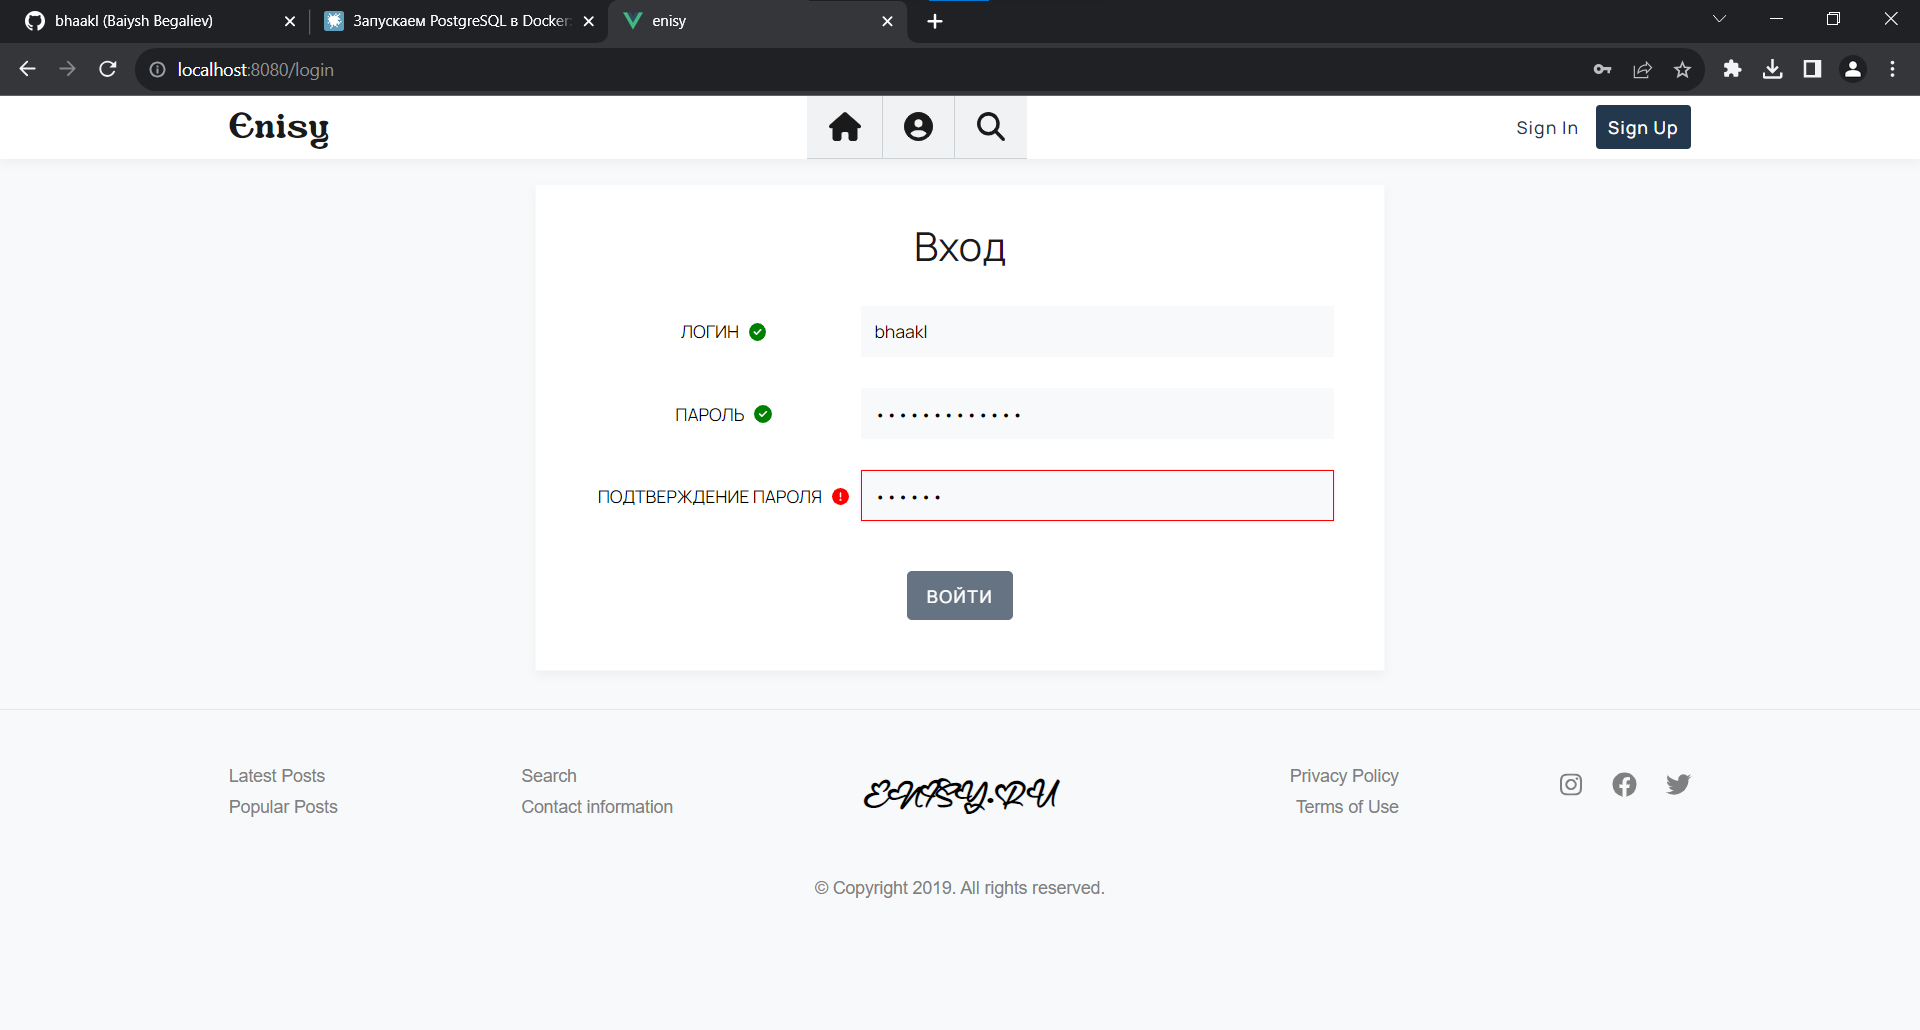 bhaakl (Baiysh Begaliev)
Запускаем PostgreSQL в Docker:
enisy
localhost:8080/login
Enisy
Sign In
Sign Up
Вход
ЛОГИН
bhaakl
ПАРОЛЬ
ПОДТВЕРЖДЕНИЕ ПАРОЛЯ
ВОЙТИ
Latest Posts
Popular Posts
Search
Contact information
ENISY.RU
Privacy Policy
Terms of Use
© Copyright 2019. All rights reserved.